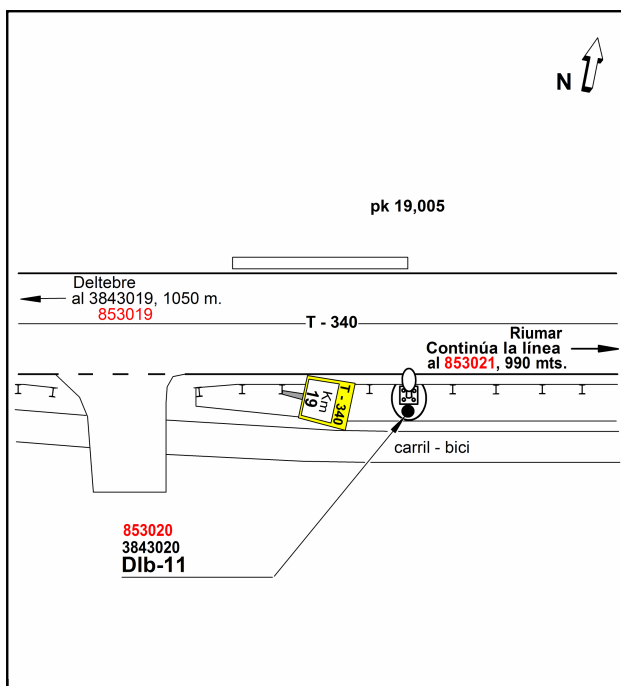 N
pk 19,005
Deltebre
al 3843019, 1050 m.
853019
T - 340
Riumar
Continúa la línea
al 853021, 990 mts.
T - 340
Km
19
carril - bici
853020
3843020
Dlb-11